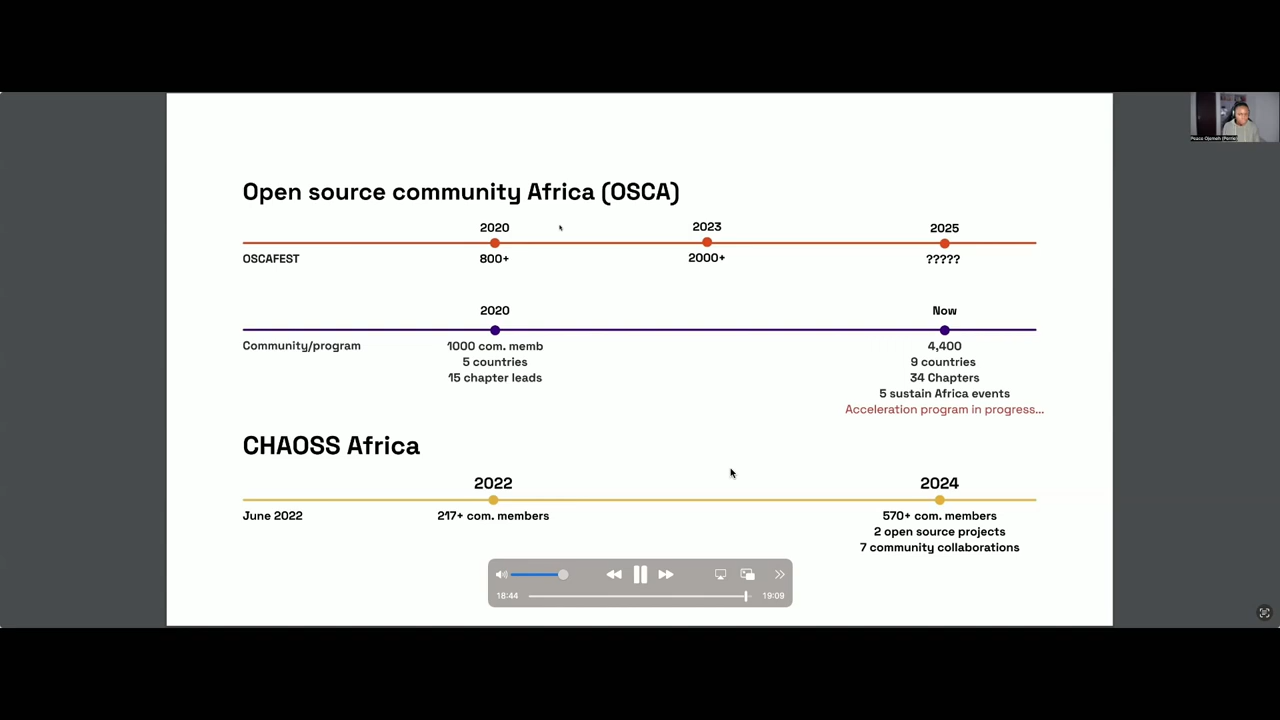 Open source community Africa (OSCA)
2020 2023 2025
OSCAFEST 800+ 2000+ ?????
2020 Now
Community/program 1000 com. memb 4,400
5 countries 9 countries
15 chapter leads 34 Chapters
5 sustain Africa events
Acceleration program in progress...
CHAOSS Africa
2022 2024
June 2022 217+ com. members 570+ com. members
2 open source projects
7 community collaborations
18:44 19:09